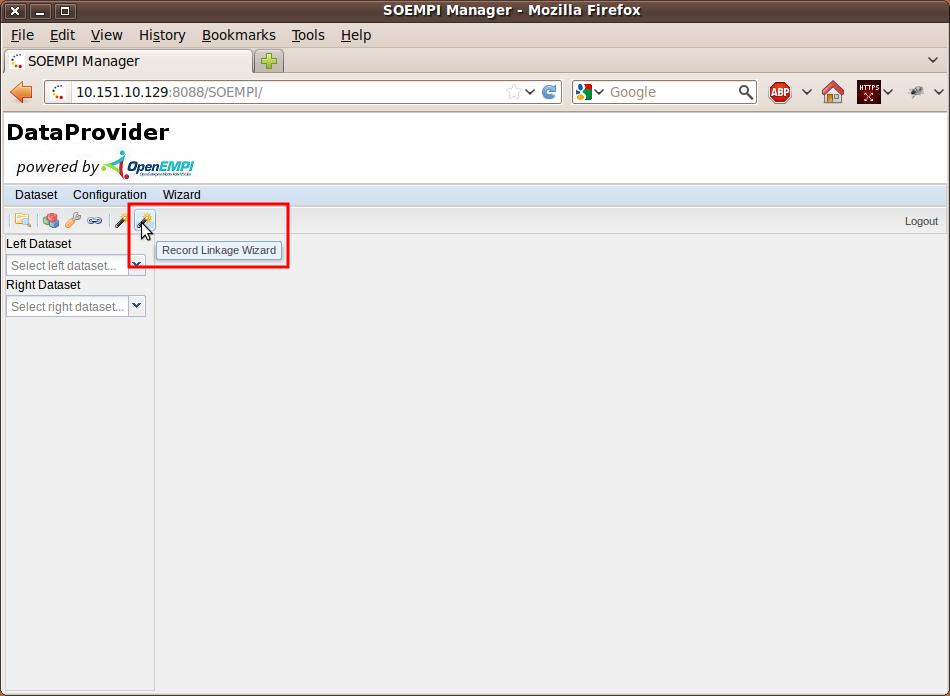 SOEMPI Manager - Mozilla Firefox
File Edit View History Bookmarks Tools Help
SOEMPI Manager
10.151.10.129:8088/SOEMPI/ Google ABP HTTPS
DataProvider
powered by OpenEMPI
Dataset Configuration Wizard
Logout
Left Dataset
Record Linkage Wizard
Select left dataset...
Right Dataset
Select right dataset...